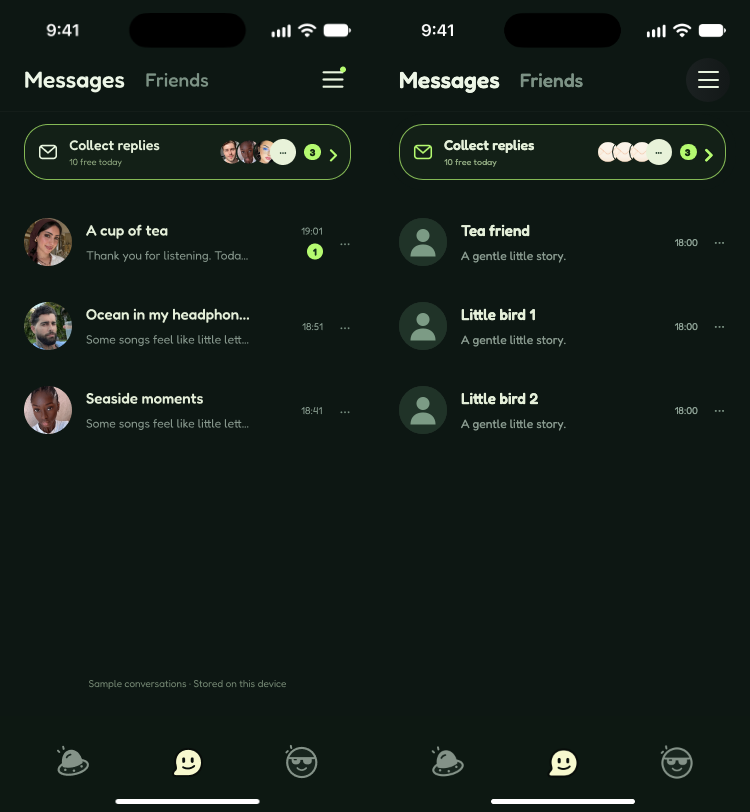 9:41
Messages Friends
Collect replies
10 free today
... 3
A cup of tea
19:01
Thank you for listening. Toda...
1
Ocean in my headphon...
Some songs feel like little lett...
18:51
Seaside moments
Some songs feel like little lett...
18:41
Sample conversations · Stored on this device
9:41
Messages Friends
Collect replies
10 free today
... 3
Tea friend
A gentle little story.
18:00
Little bird 1
A gentle little story.
18:00
Little bird 2
A gentle little story.
18:00